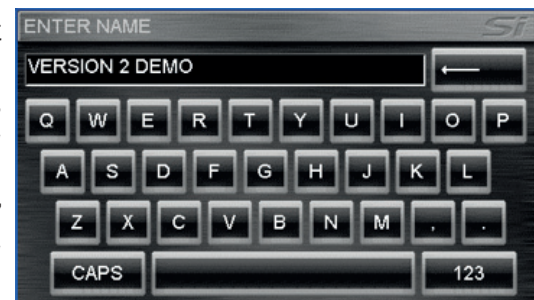 ENTER NAME Si
VERSION 2 DEMO ←
Q W E R T Y U I O P
A S D F G H J K L
Z X C V B N M , .
CAPS 123